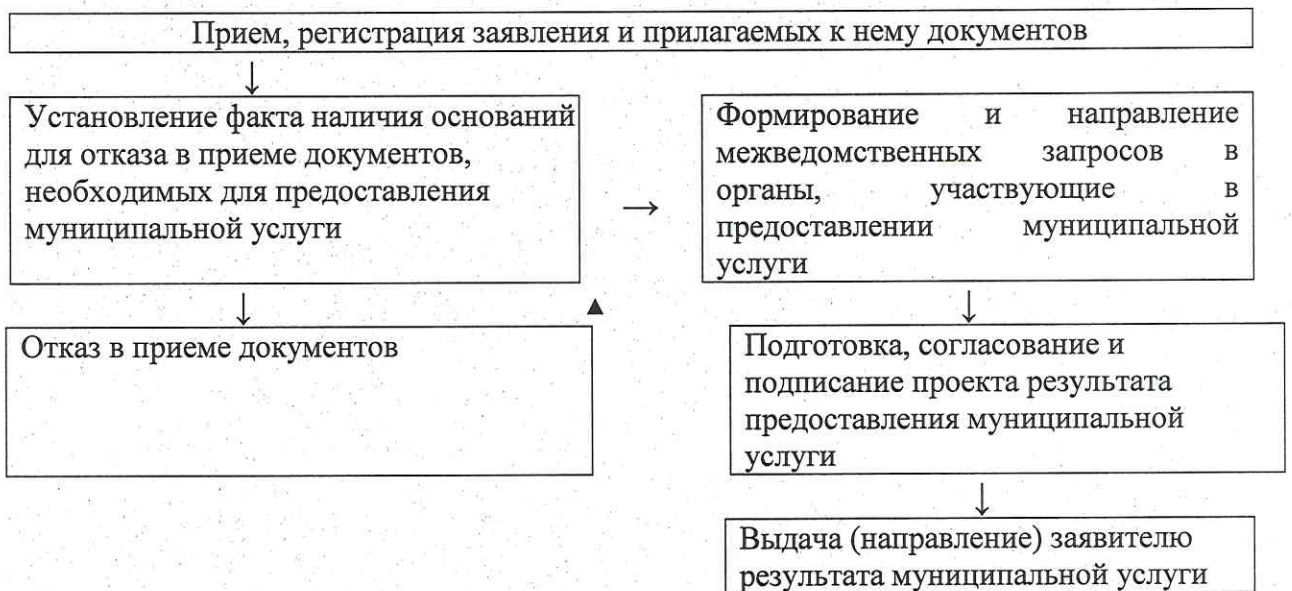 Прием, регистрация заявления и прилагаемых к нему документов
↓
Установление факта наличия оснований
для отказа в приеме документов,
необходимых для предоставления
муниципальной услуги
→
Формирование и направление
межведомственных запросов в
органы, участвующие в
предоставлении муниципальной
услуги
↓
▲
↓
Отказ в приеме документов
Подготовка, согласование и
подписание проекта результата
предоставления муниципальной
услуги
↓
Выдача (направление) заявителю
результата муниципальной услуги